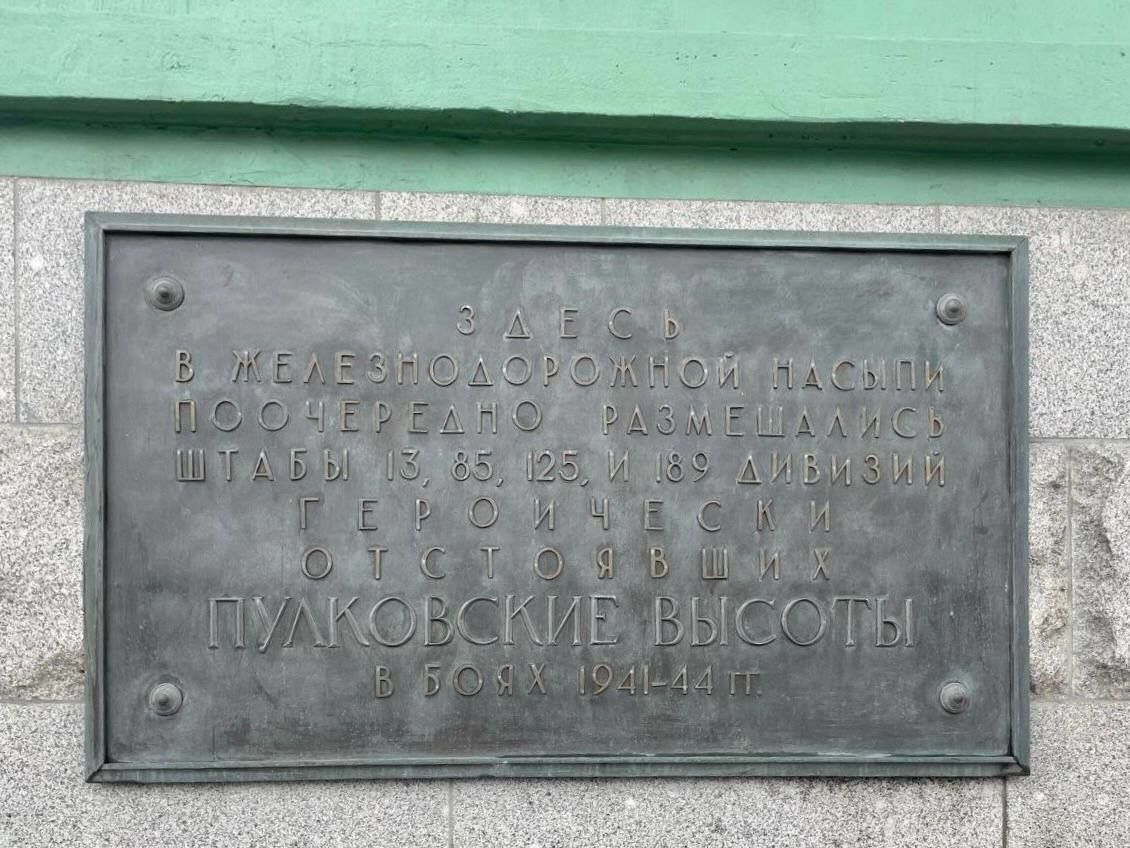 ЗДЕСЬ
В ЖЕЛЕЗНОДОРОЖНОЙ НАСЫПИ
ПООЧЕРЕДНО РАЗМЕЩАЛИСЬ
ШТАБЫ 13, 85, 125, И 189 ДИВИЗИЙ
ГЕРОИЧЕСКИ
ОТСТОЯВШИХ
ПУЛКОВСКИЕ ВЫСОТЫ
В БОЯХ 1941-44 ГГ.